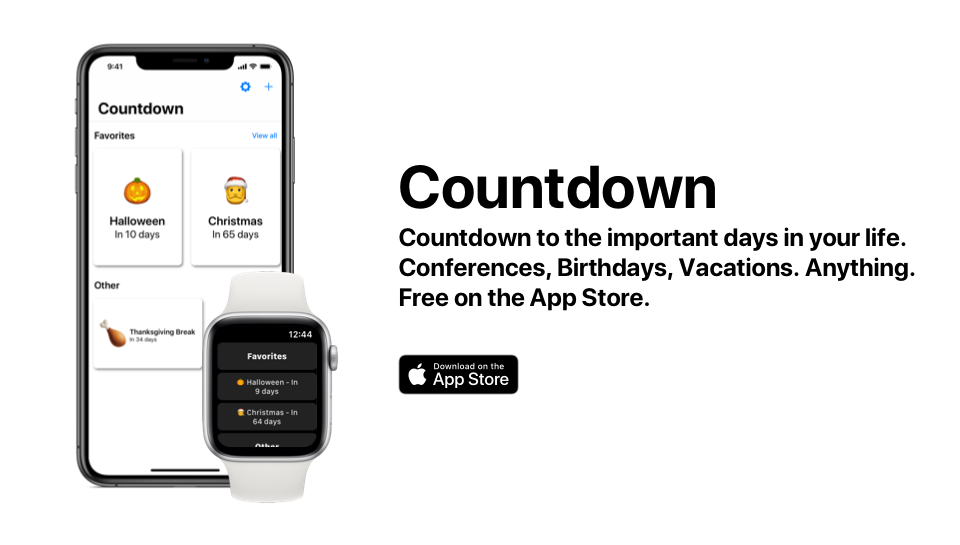 9:41
Countdown
Favorites
View all
Halloween
In 10 days
Christmas
In 65 days
Other
Thanksgiving Break
In 34 days
12:44
Favorites
Halloween - In
9 days
Christmas - In
64 days
Other
Countdown
Countdown to the important days in your life.
Conferences, Birthdays, Vacations. Anything.
Free on the App Store.
Download on the
App Store